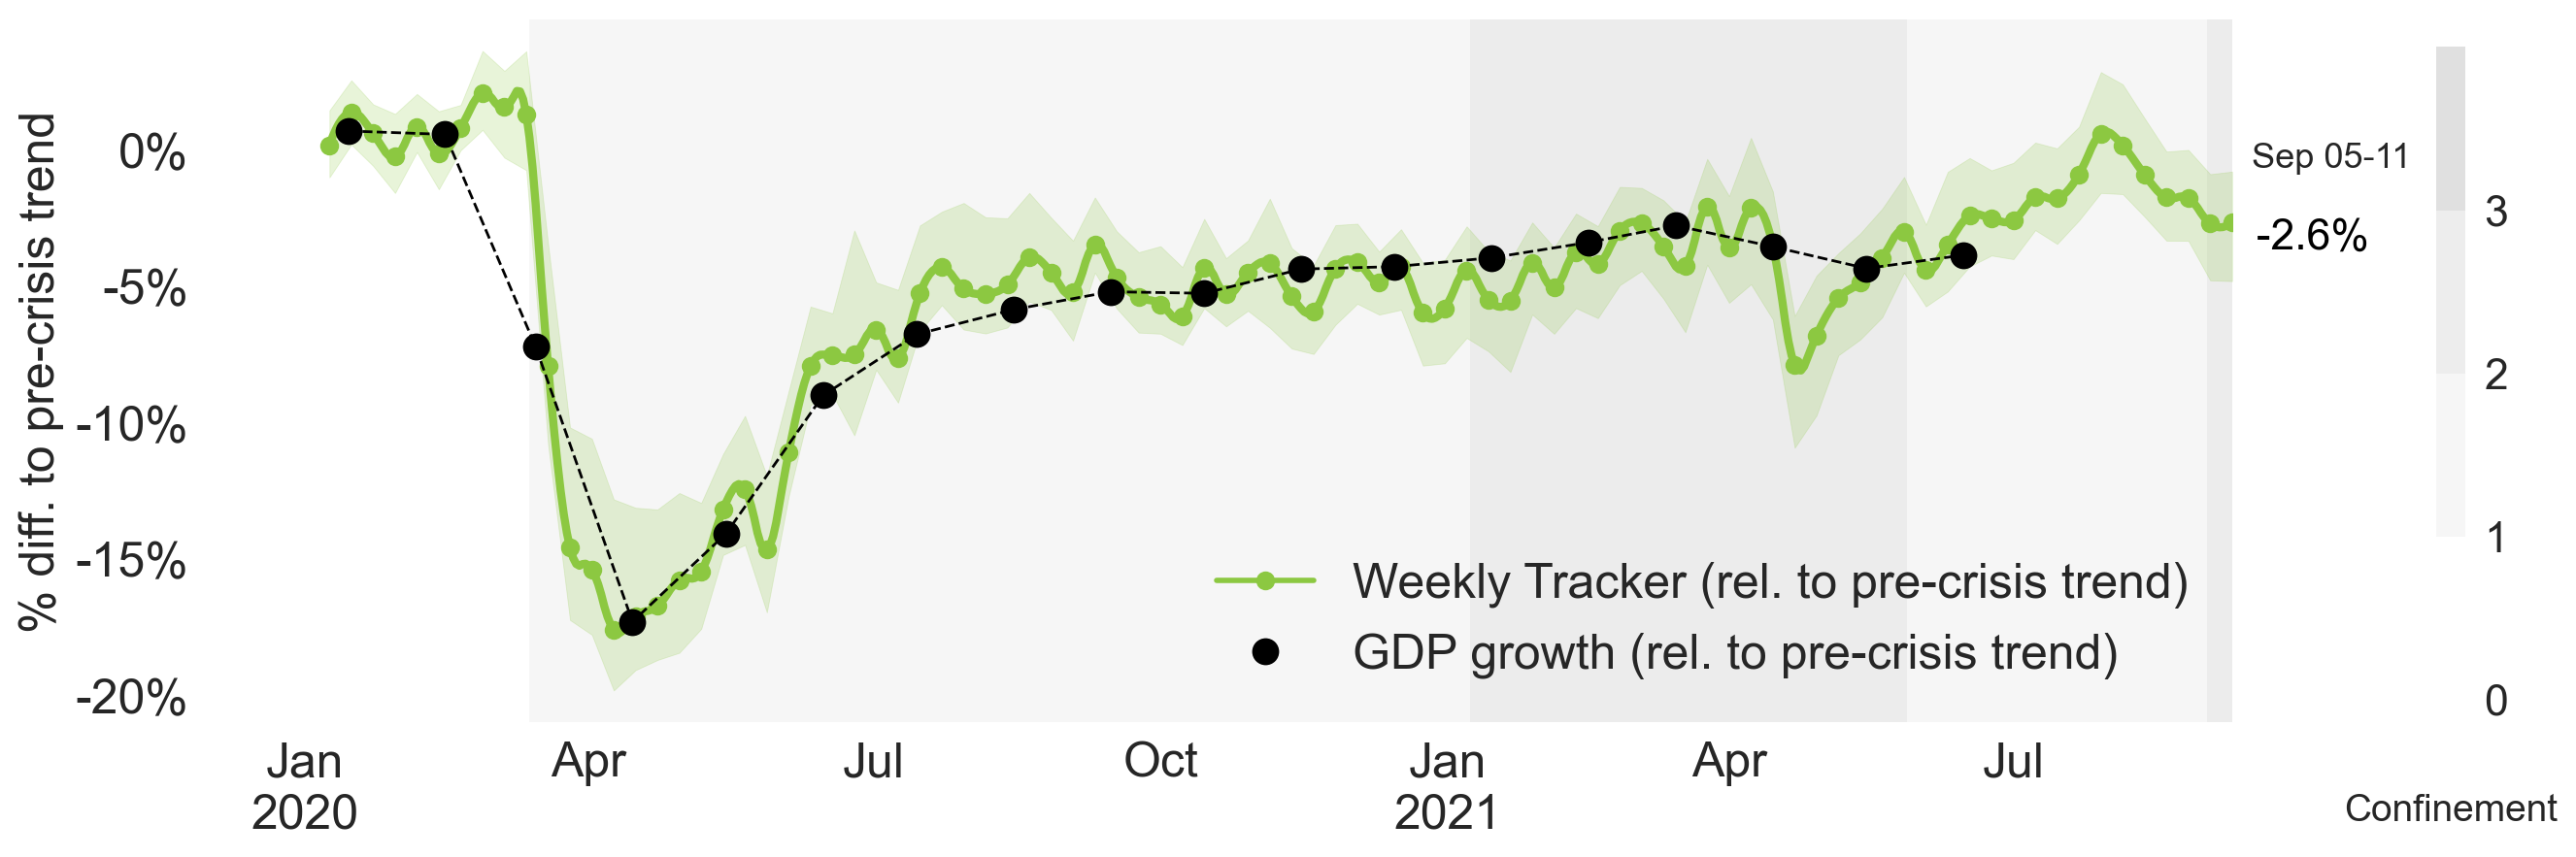 % diff. to pre-crisis trend
0%
-5%
-10%
-15%
-20%
Jan
2020
Apr
Jul
Oct
Jan
2021
Apr
Jul
Weekly Tracker (rel. to pre-crisis trend)
GDP growth (rel. to pre-crisis trend)
Sep 05-11
-2.6%
3
2
1
0
Confinement